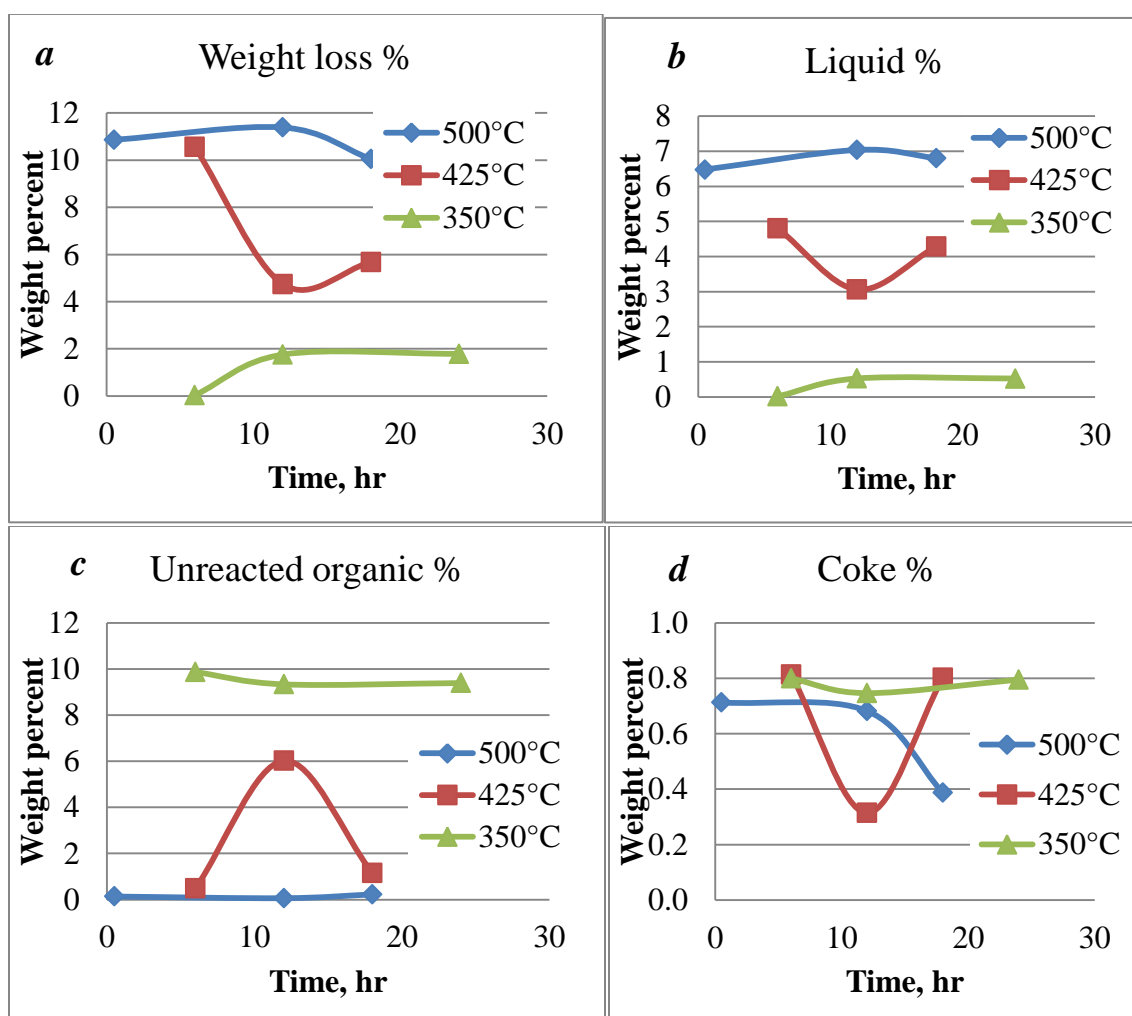 a
Weight loss %
Weight percent
12
10
8
6
4
2
0
0 10 20 30
Time, hr
500°C
425°C
350°C
b
Liquid %
Weight percent
8
7
6
5
4
3
2
1
0
0 10 20 30
Time, hr
500°C
425°C
350°C
c
Unreacted organic %
Weight percent
12
10
8
6
4
2
0
0 10 20 30
Time, hr
500°C
425°C
350°C
d
Coke %
Weight percent
1.0
0.8
0.6
0.4
0.2
0.0
0 10 20 30
Time, hr
500°C
425°C
350°C